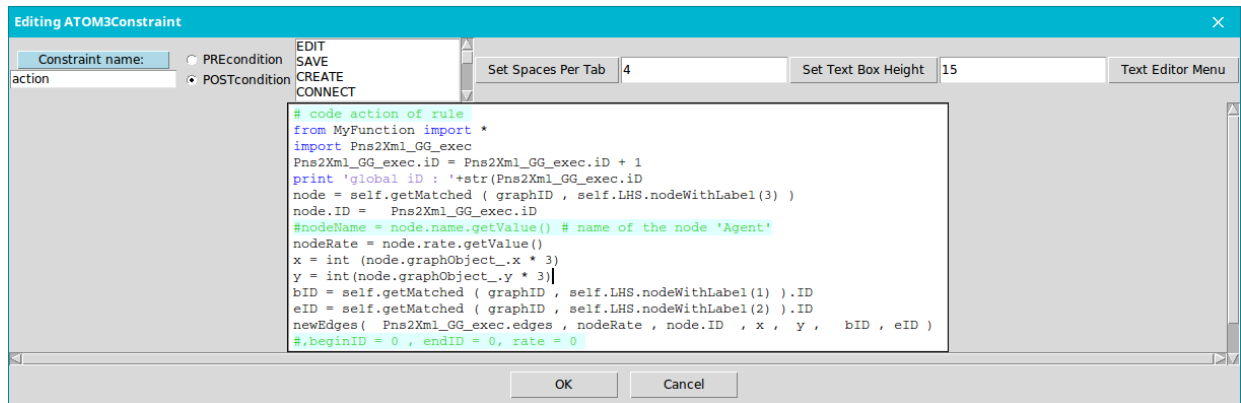 Editing ATOM3Constraint
Constraint name:
action
PREcondition
POSTcondition
EDIT
SAVE
CREATE
CONNECT
Set Spaces Per Tab 4
Set Text Box Height 15
Text Editor Menu
# code action of rule
from MyFunction import *
import Pns2Xml_GG_exec
Pns2Xml_GG_exec.iD = Pns2Xml_GG_exec.iD + 1
print 'global iD : '+str(Pns2Xml_GG_exec.iD
node = self.getMatched ( graphID , self.LHS.nodeWithLabel(3) )
node.ID =   Pns2Xml_GG_exec.iD
#nodeName = node.name.getValue() # name of the node 'Agent'
nodeRate = node.rate.getValue()
x = int (node.graphObject_.x * 3)
y = int(node.graphObject_.y * 3)
bID = self.getMatched ( graphID , self.LHS.nodeWithLabel(1) ).ID
eID = self.getMatched ( graphID , self.LHS.nodeWithLabel(2) ).ID
newEdges(  Pns2Xml_GG_exec.edges , nodeRate , node.ID  , x ,  y ,   bID , eID )
#,beginID = 0 , endID = 0, rate = 0
OK
Cancel